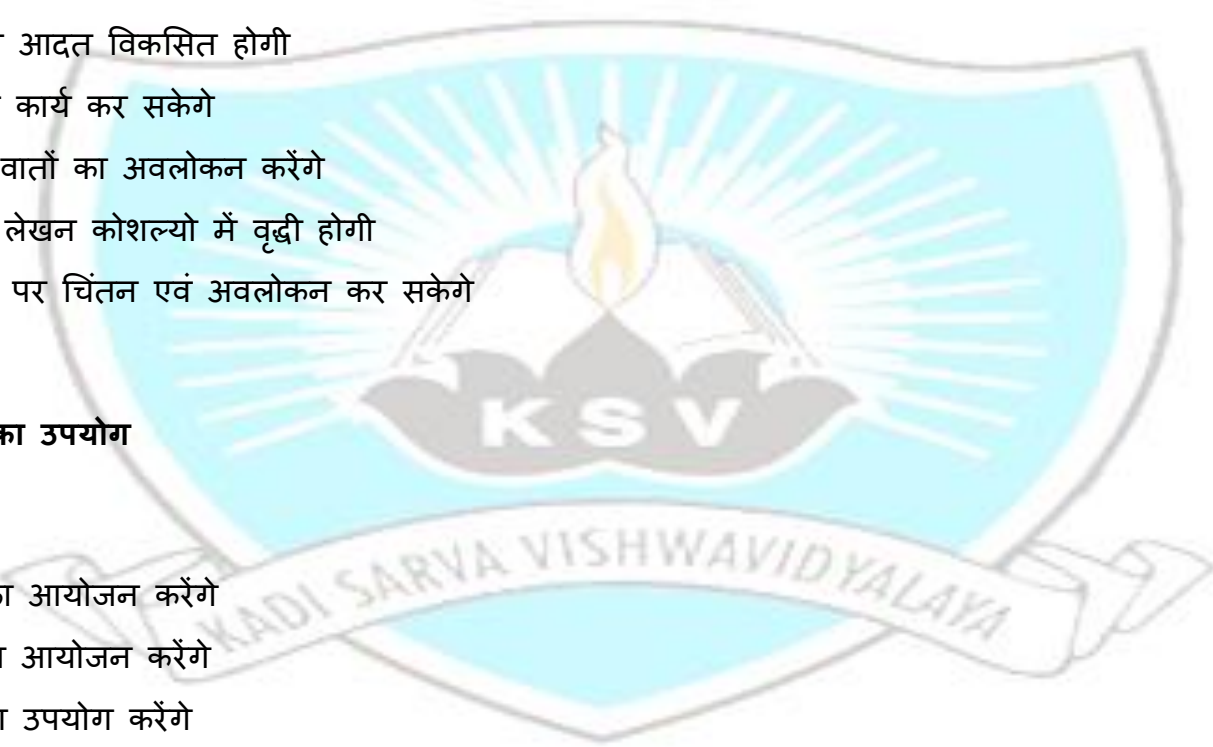 आदत विकसित होगी
कार्य कर सकेगे
वातों का अवलोकन करेंगे
लेखन कोशल्यो में वृद्धी होगी
पर चिंतन एवं अवलोकन कर सकेगे
का उपयोग
KSV
KADI SARVA VISHWAVIDYALAYA
का आयोजन करेंगे
आयोजन करेंगे
उपयोग करेंगे